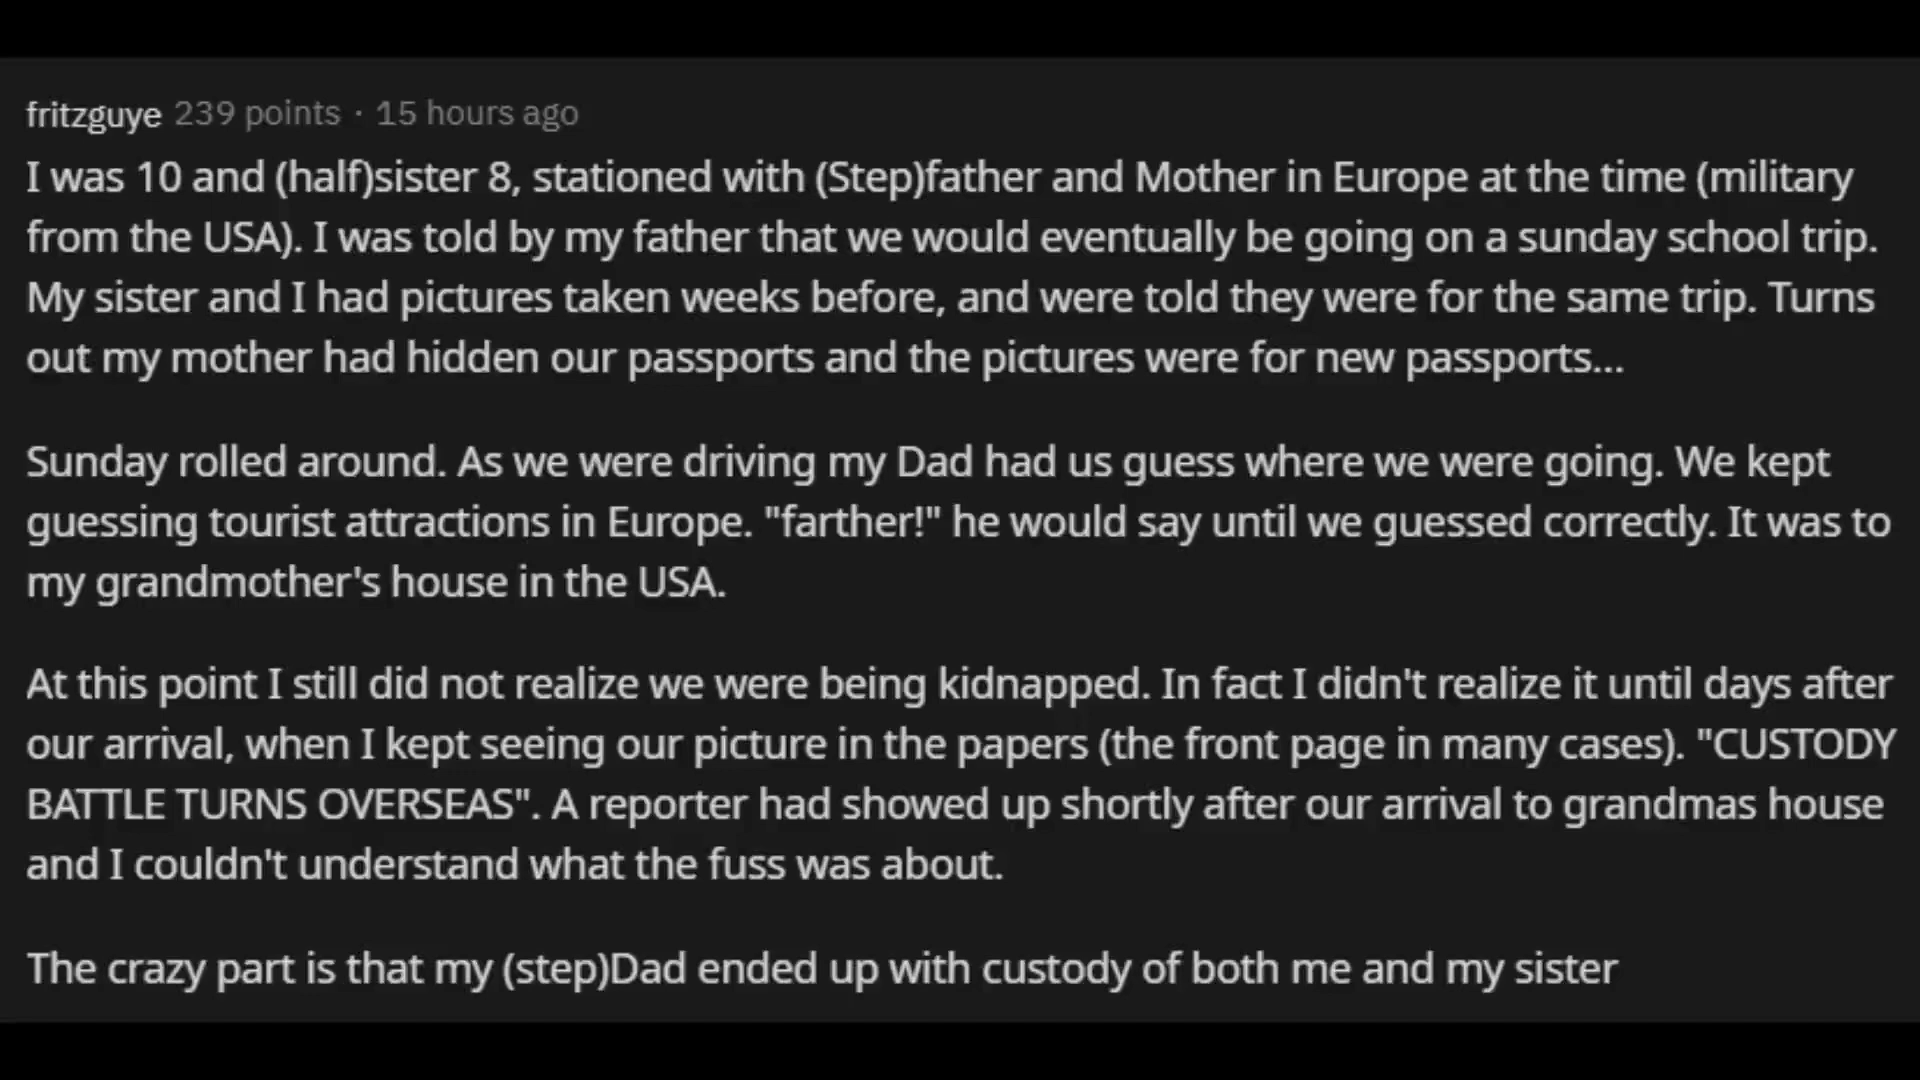 fritzguye 239 points · 15 hours ago
I was 10 and (half)sister 8, stationed with (Step)father and Mother in Europe at the time (military
from the USA). I was told by my father that we would eventually be going on a sunday school trip.
My sister and I had pictures taken weeks before, and were told they were for the same trip. Turns
out my mother had hidden our passports and the pictures were for new passports...
Sunday rolled around. As we were driving my Dad had us guess where we were going. We kept
guessing tourist attractions in Europe. "farther!" he would say until we guessed correctly. It was to
my grandmother's house in the USA.
At this point I still did not realize we were being kidnapped. In fact I didn't realize it until days after
our arrival, when I kept seeing our picture in the papers (the front page in many cases). "CUSTODY
BATTLE TURNS OVERSEAS". A reporter had showed up shortly after our arrival to grandmas house
and I couldn't understand what the fuss was about.
The crazy part is that my (step)Dad ended up with custody of both me and my sister